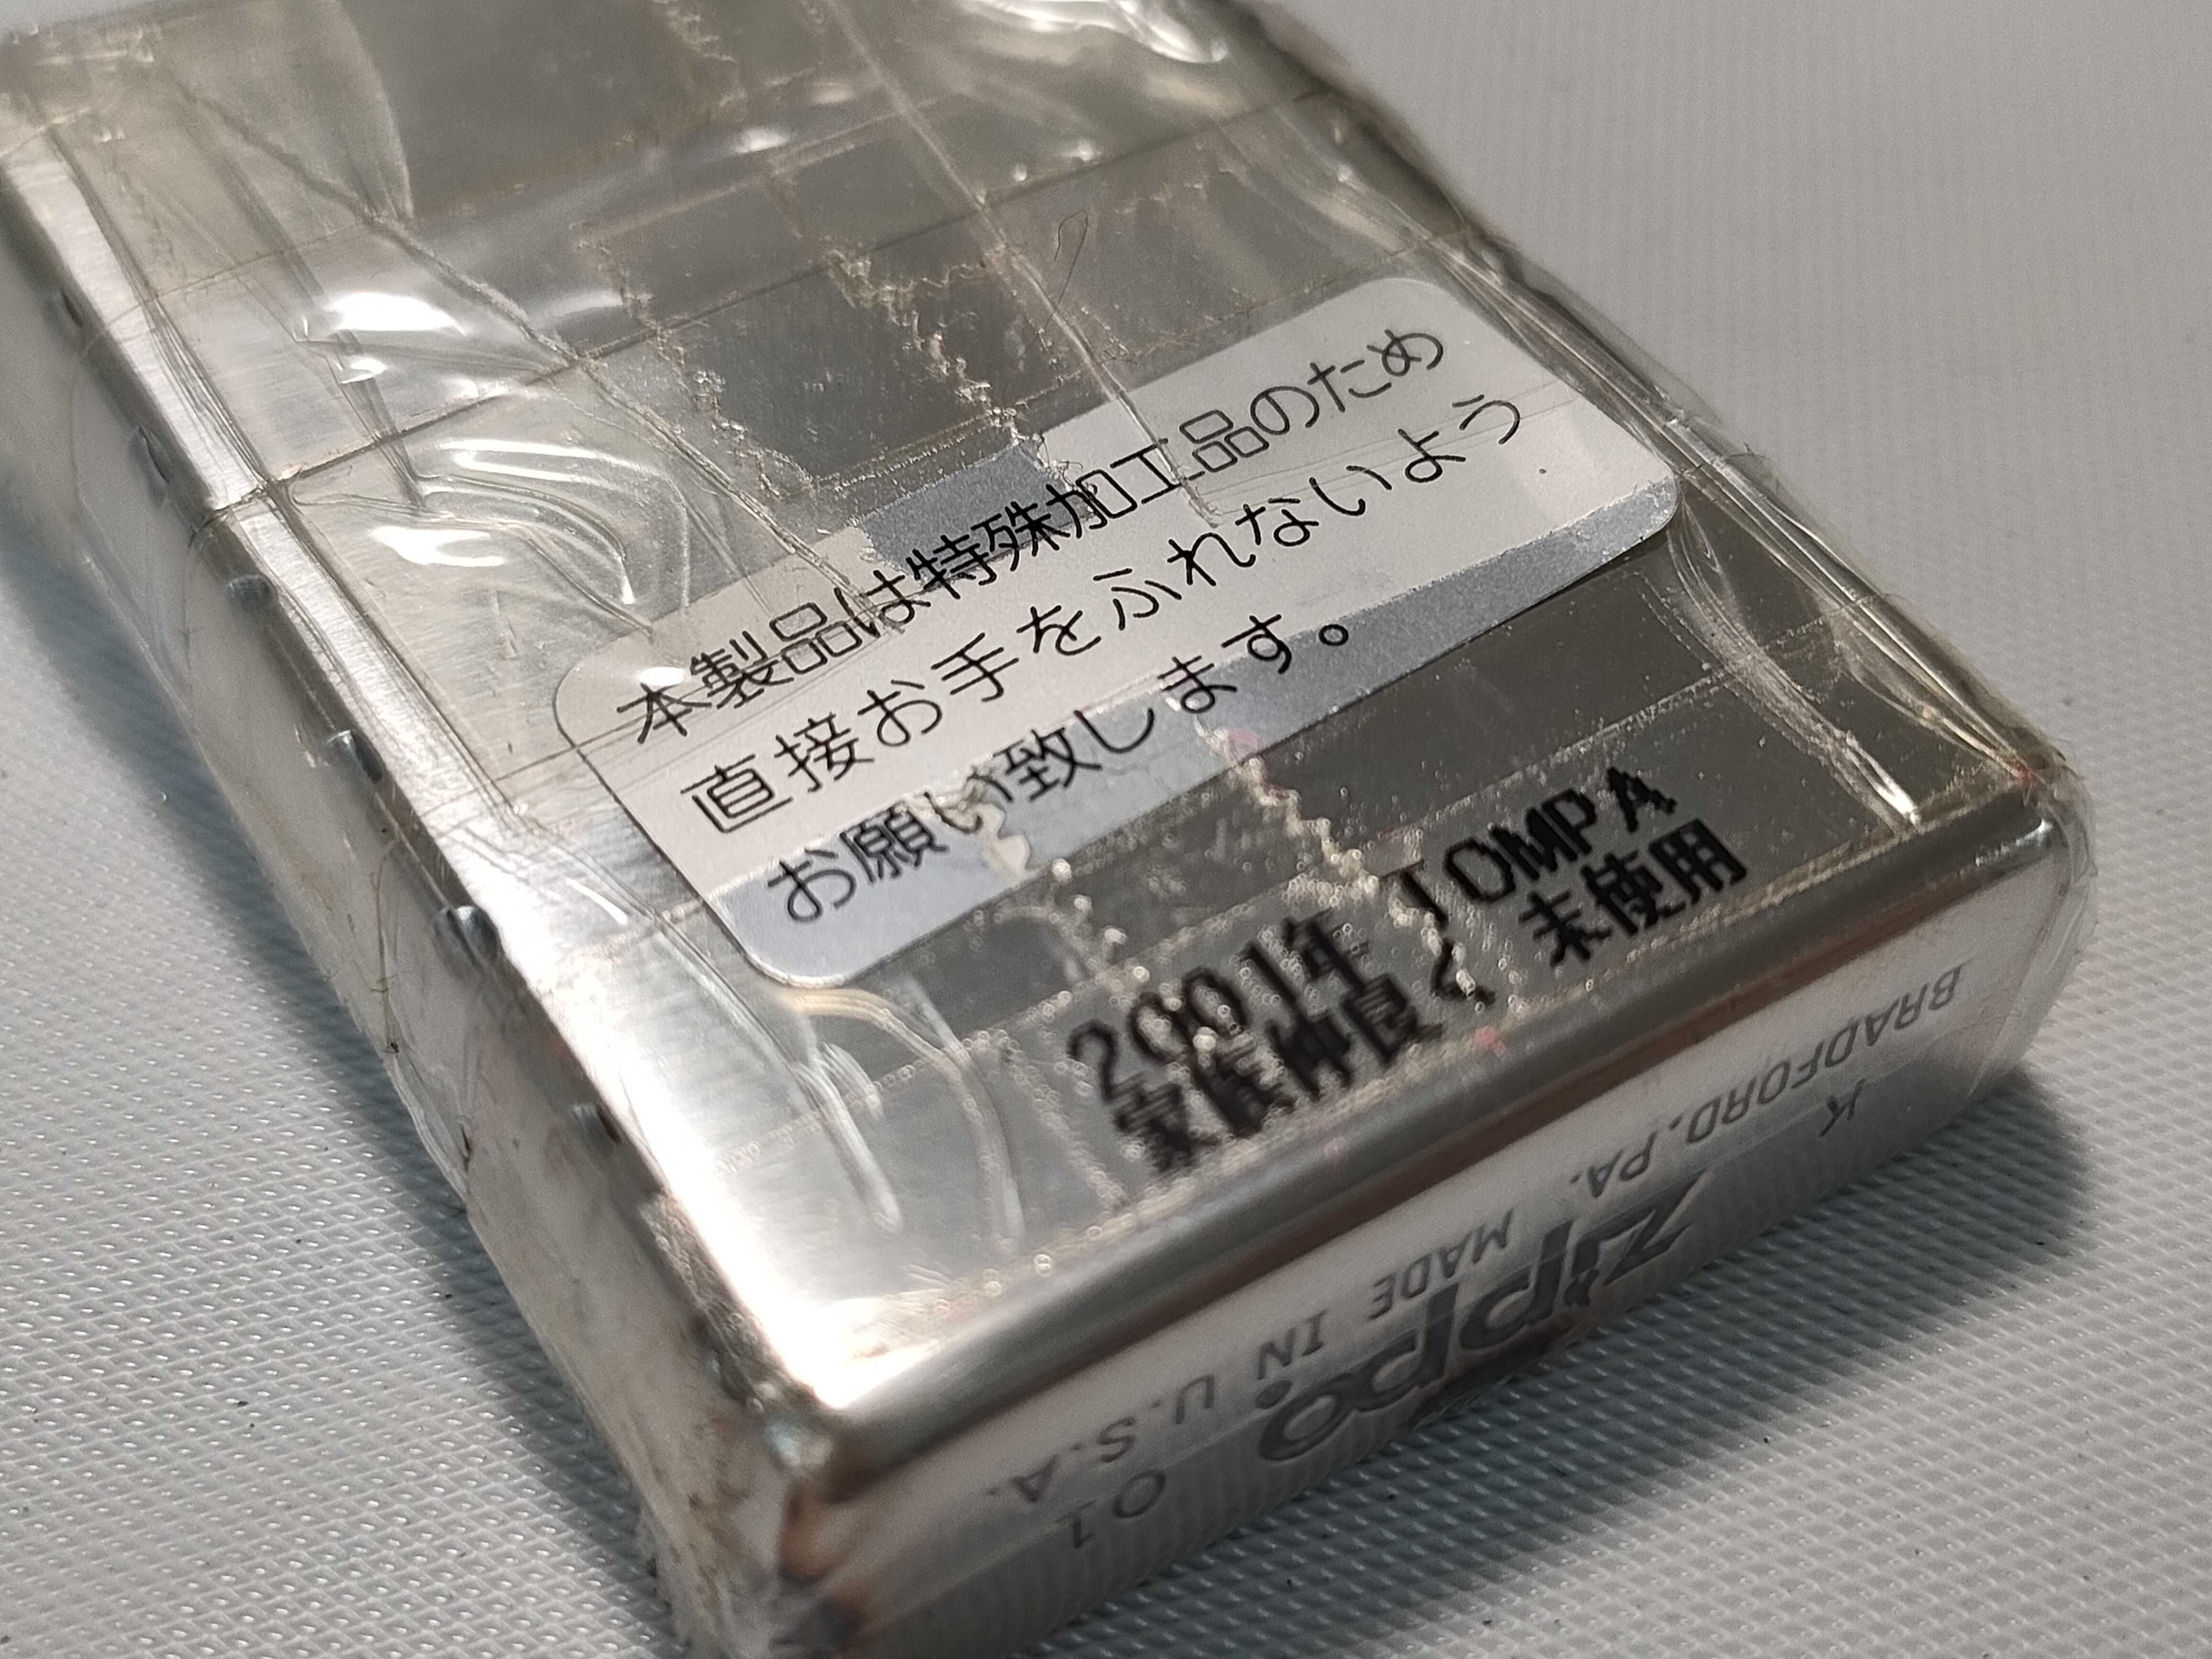 本製品は特殊加工品のため
直接お手をふれないよう
お願い致します。
2001年 TOMPA
家族仲良く 未使用
BRADFORD,PA. MADE IN U.S.A.
K zippo 01